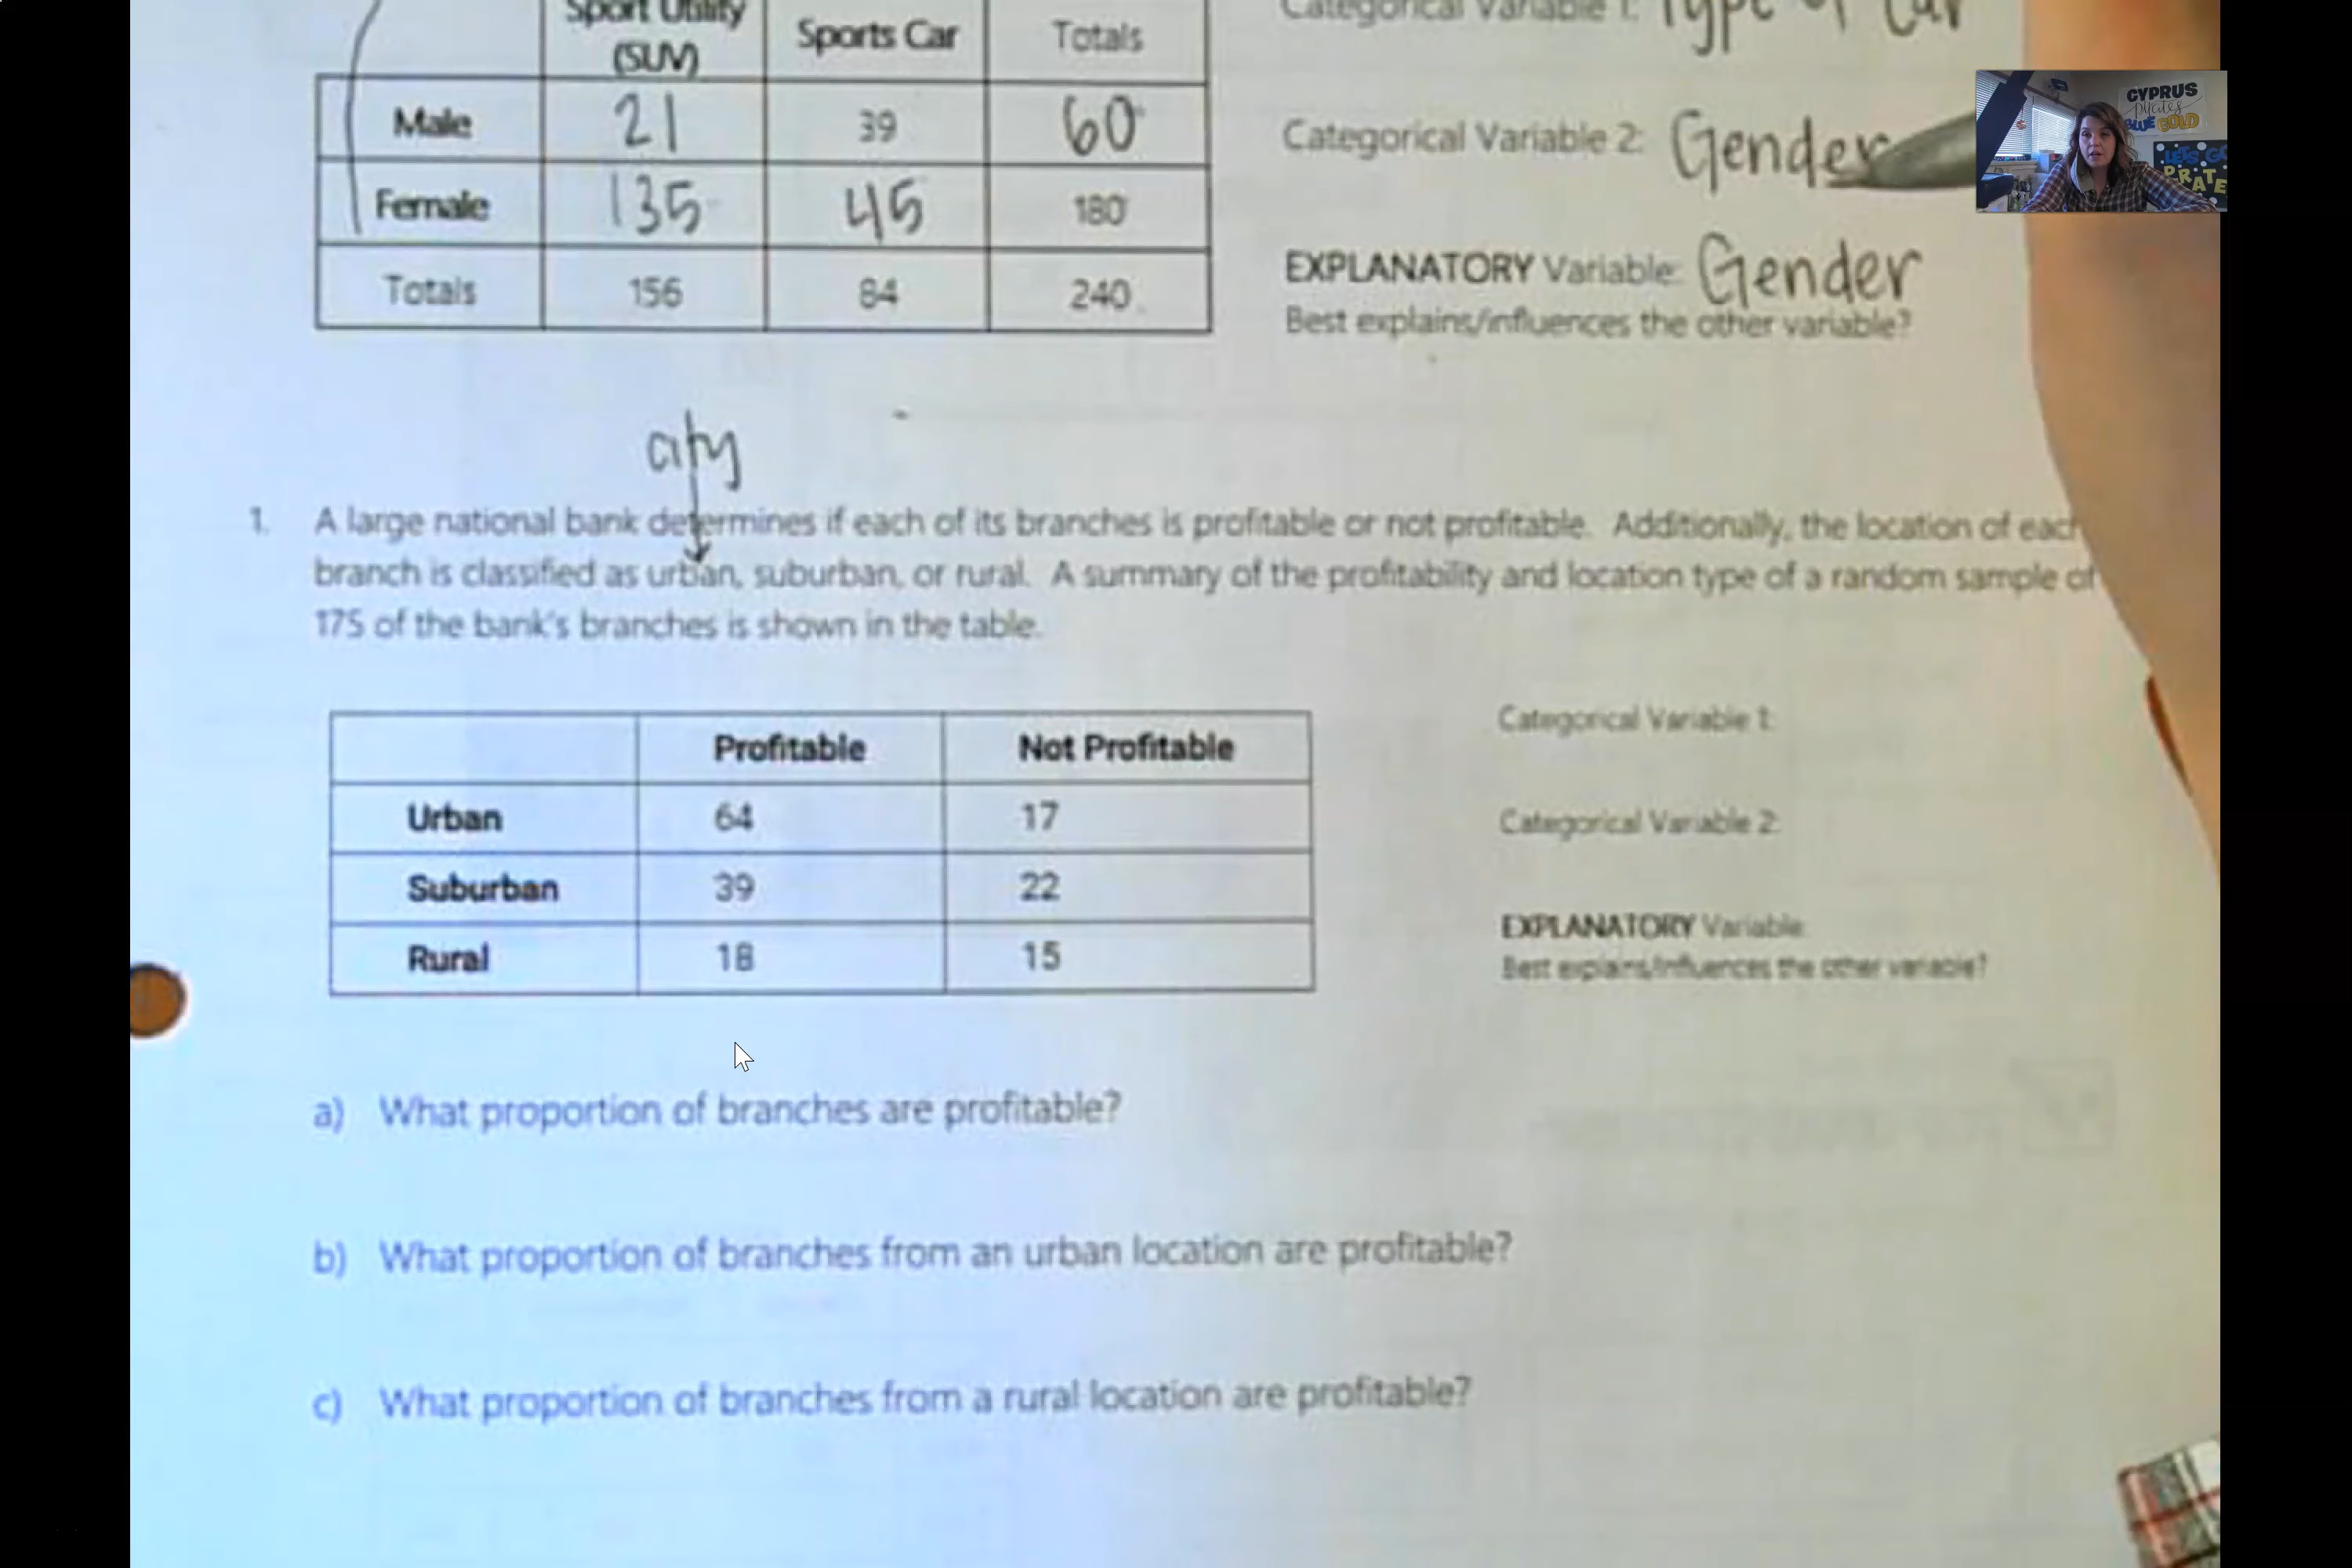 Sport Utility
(SUV)
Sports Car
Totals
Categorical Variable 1: Type of Car
Male
21
39
60
Categorical Variable 2: Gender
Female
135
45
180
EXPLANATORY Variable: Gender
Totals
156
84
240
Best explains/influences the other variable?
city
1. A large national bank determines if each of its branches is profitable or not profitable. Additionally, the location of each
branch is classified as urban, suburban, or rural. A summary of the profitability and location type of a random sample of
175 of the bank's branches is shown in the table.
Categorical Variable 1:
Profitable
Not Profitable
Urban
64
17
Categorical Variable 2:
Suburban
39
22
EXPLANATORY Variable:
Rural
18
15
Best explains/influences the other variable?
a) What proportion of branches are profitable?
b) What proportion of branches from an urban location are profitable?
c) What proportion of branches from a rural location are profitable?
CYPRUS
pirates
BLUE GOLD
LETS GO